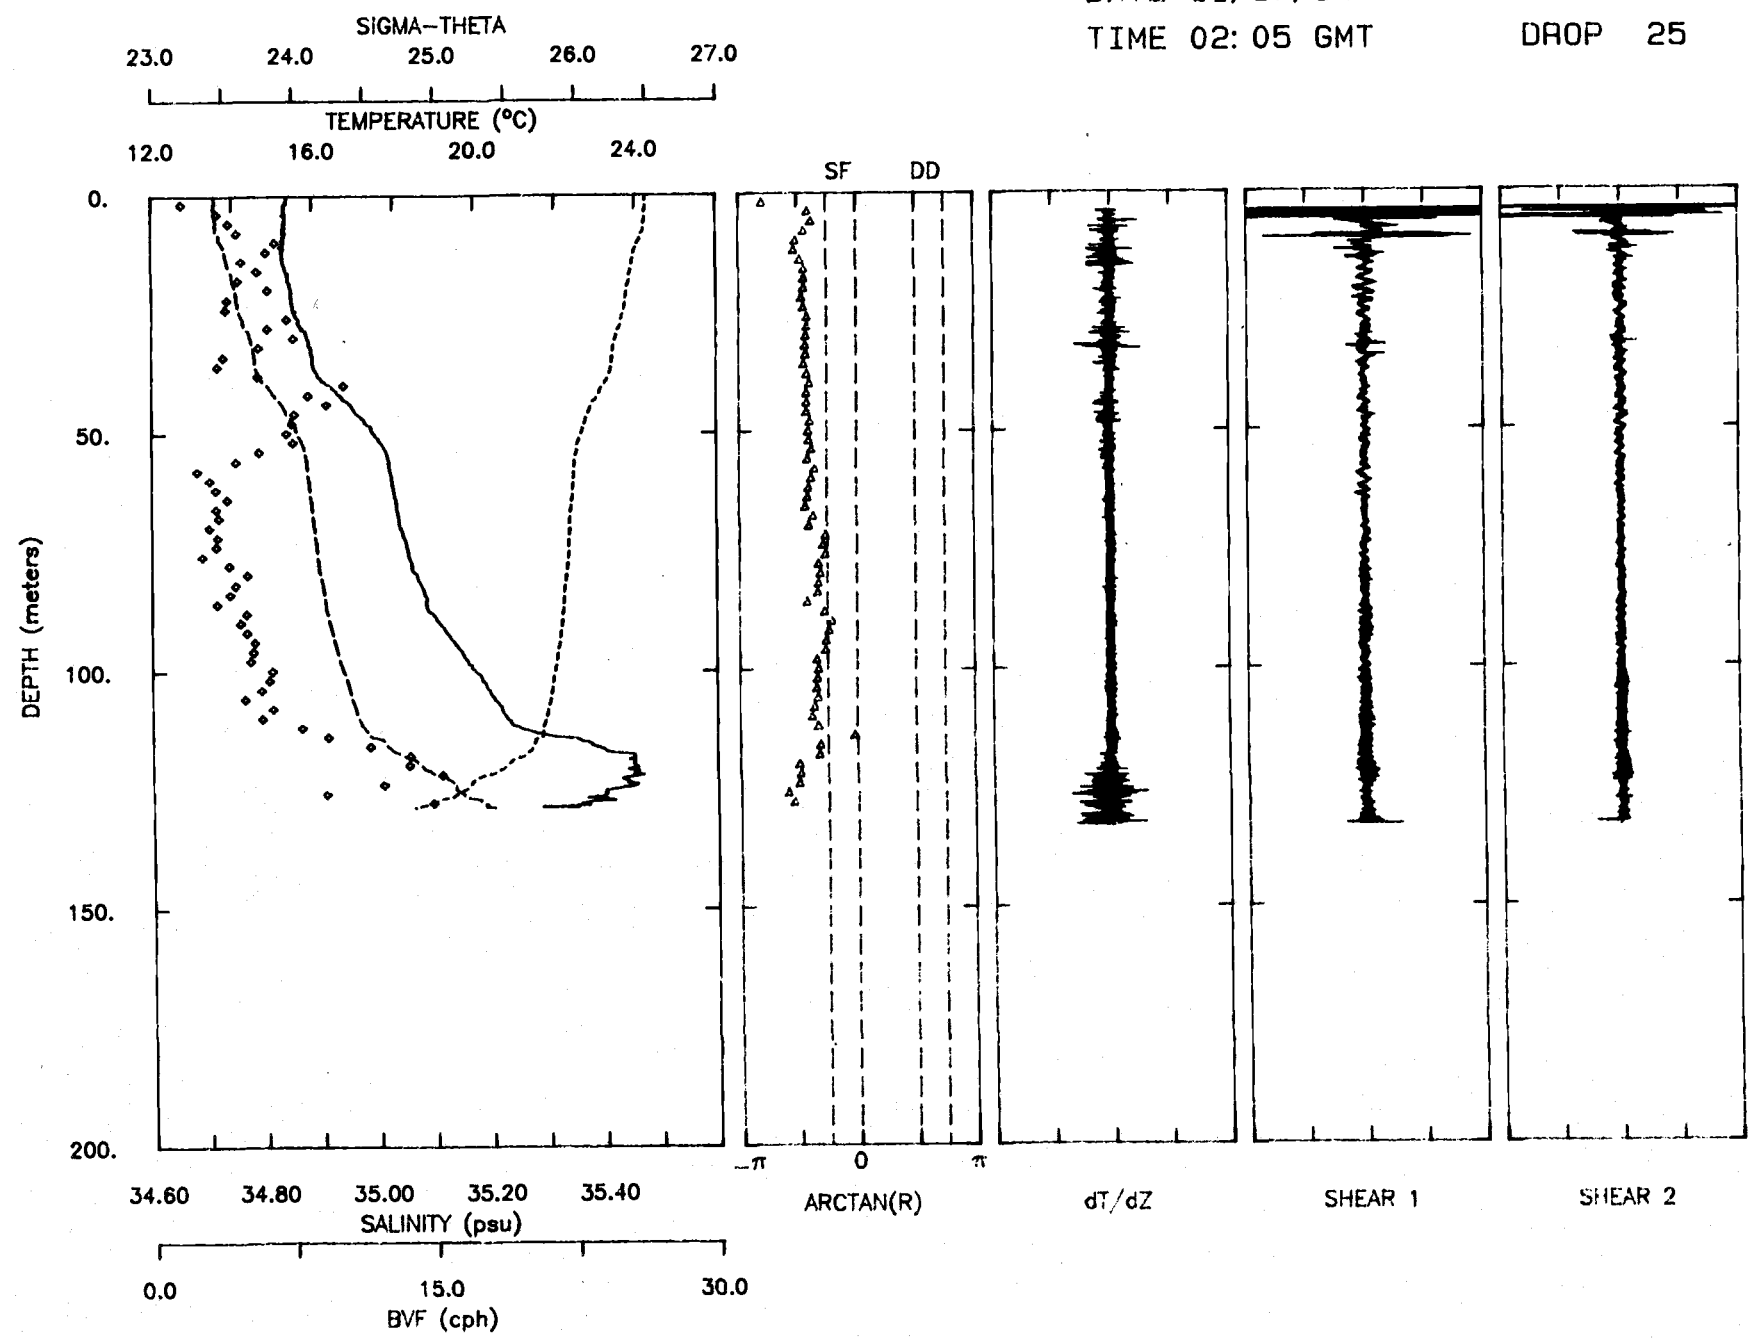 TIME 02: 05 GMT DROP 25
SIGMA-THETA
23.0 24.0 25.0 26.0 27.0
TEMPERATURE (°C)
12.0 16.0 20.0 24.0
SF DD
0.
50.
100.
150.
200.
DEPTH (meters)
-π 0 π
34.60 34.80 35.00 35.20 35.40
SALINITY (psu)
ARCTAN(R) dT/dZ SHEAR 1 SHEAR 2
0.0 15.0 30.0
BVF (cph)